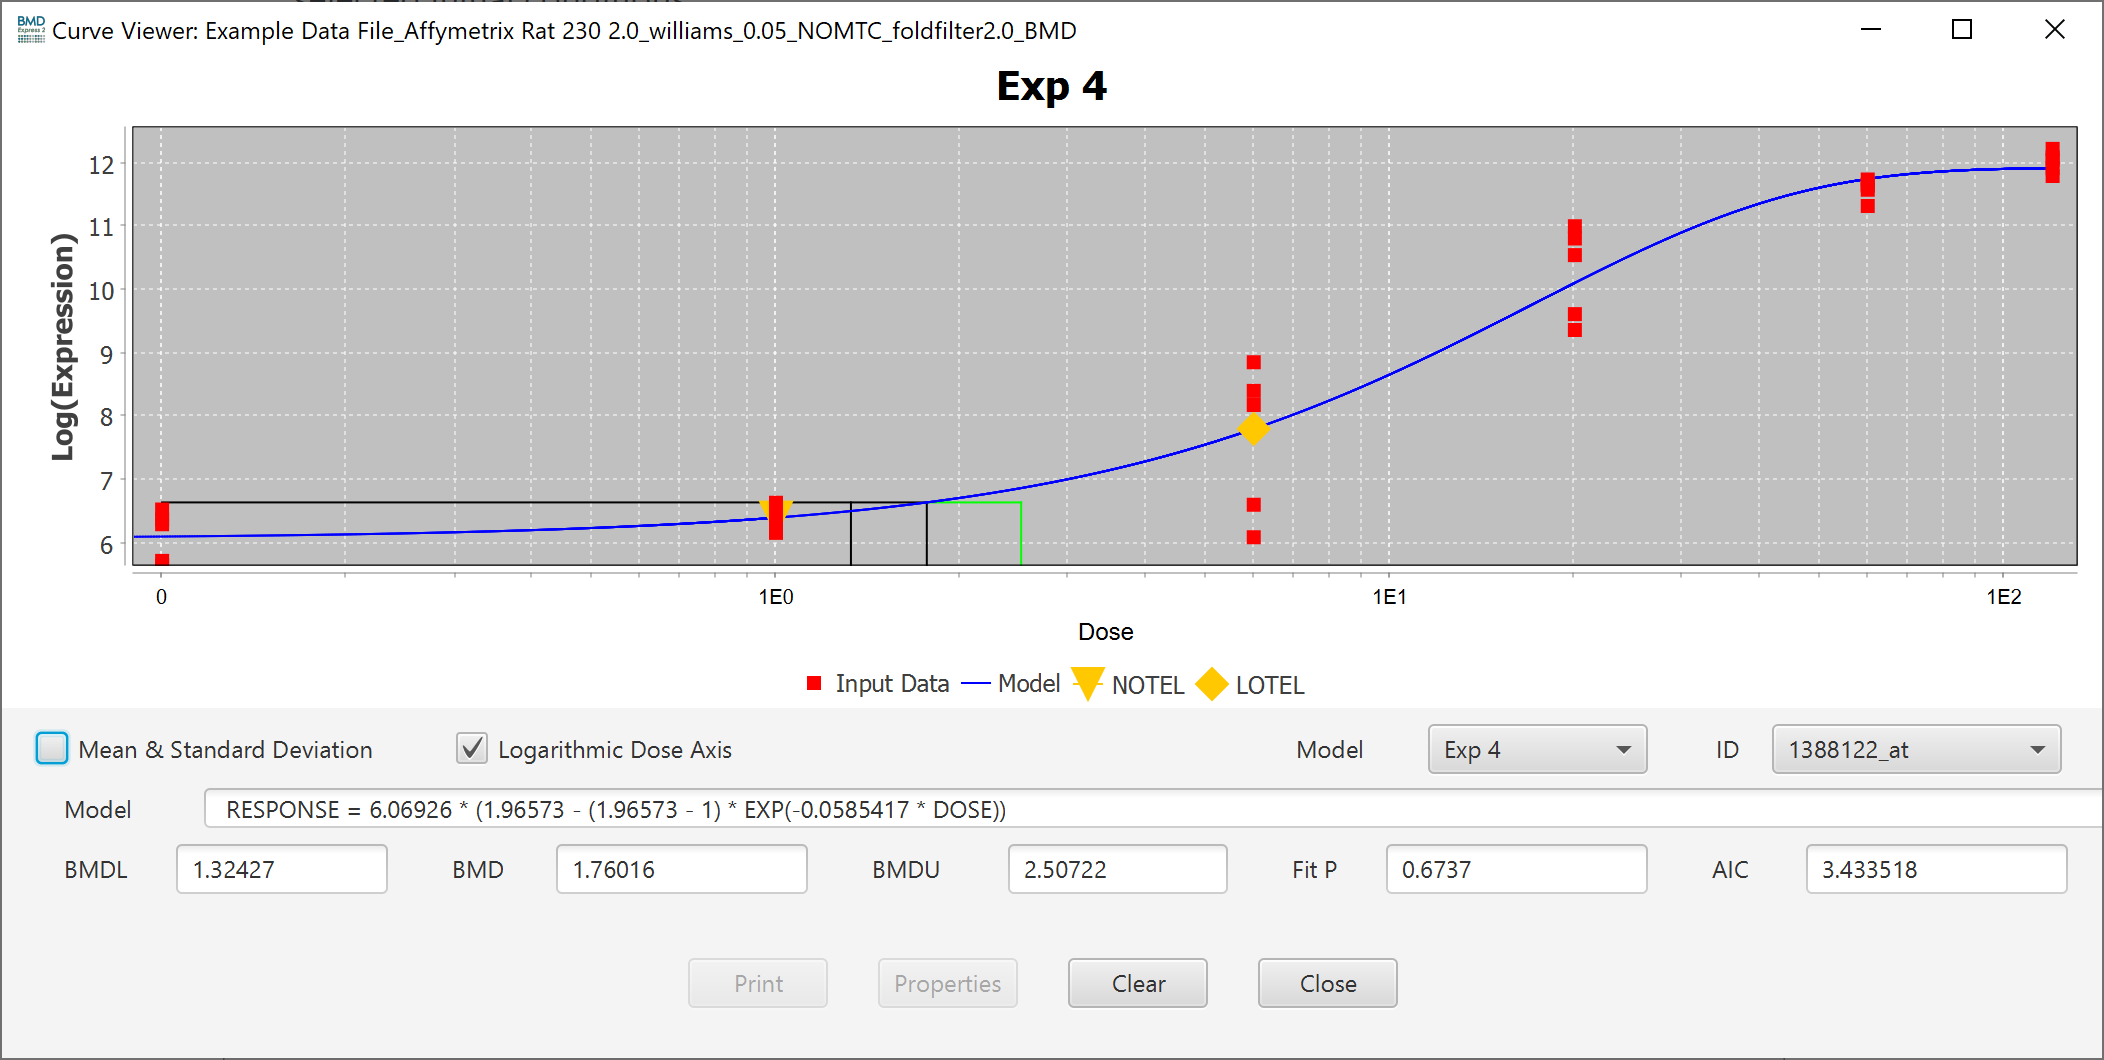 BMD
Express 2
Curve Viewer: Example Data File_Affymetrix Rat 230 2.0_williams_0.05_NOMTC_foldfilter2.0_BMD
Exp 4
Log(Expression)
12
11
10
9
8
7
6
0 1E0 1E1 1E2
Dose
Input Data Model NOTEL LOTEL
Mean & Standard Deviation Logarithmic Dose Axis Model Exp 4 ID 1388122_at
Model RESPONSE = 6.06926 * (1.96573 - (1.96573 - 1) * EXP(-0.0585417 * DOSE))
BMDL 1.32427 BMD 1.76016 BMDU 2.50722 Fit P 0.6737 AIC 3.433518
Print Properties Clear Close